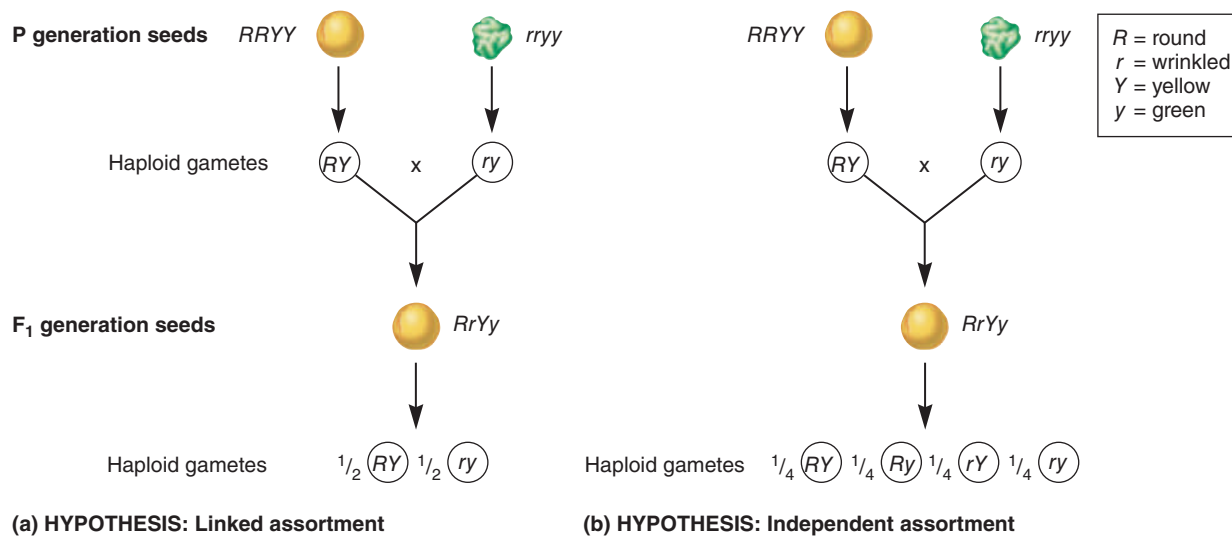 P generation seeds RRYY rryy RRYY rryy
R = round
r = wrinkled
Y = yellow
y = green
Haploid gametes RY x ry RY x ry
F₁ generation seeds RrYy RrYy
Haploid gametes 1/2 RY 1/2 ry Haploid gametes 1/4 RY 1/4 Ry 1/4 rY 1/4 ry
(a) HYPOTHESIS: Linked assortment (b) HYPOTHESIS: Independent assortment